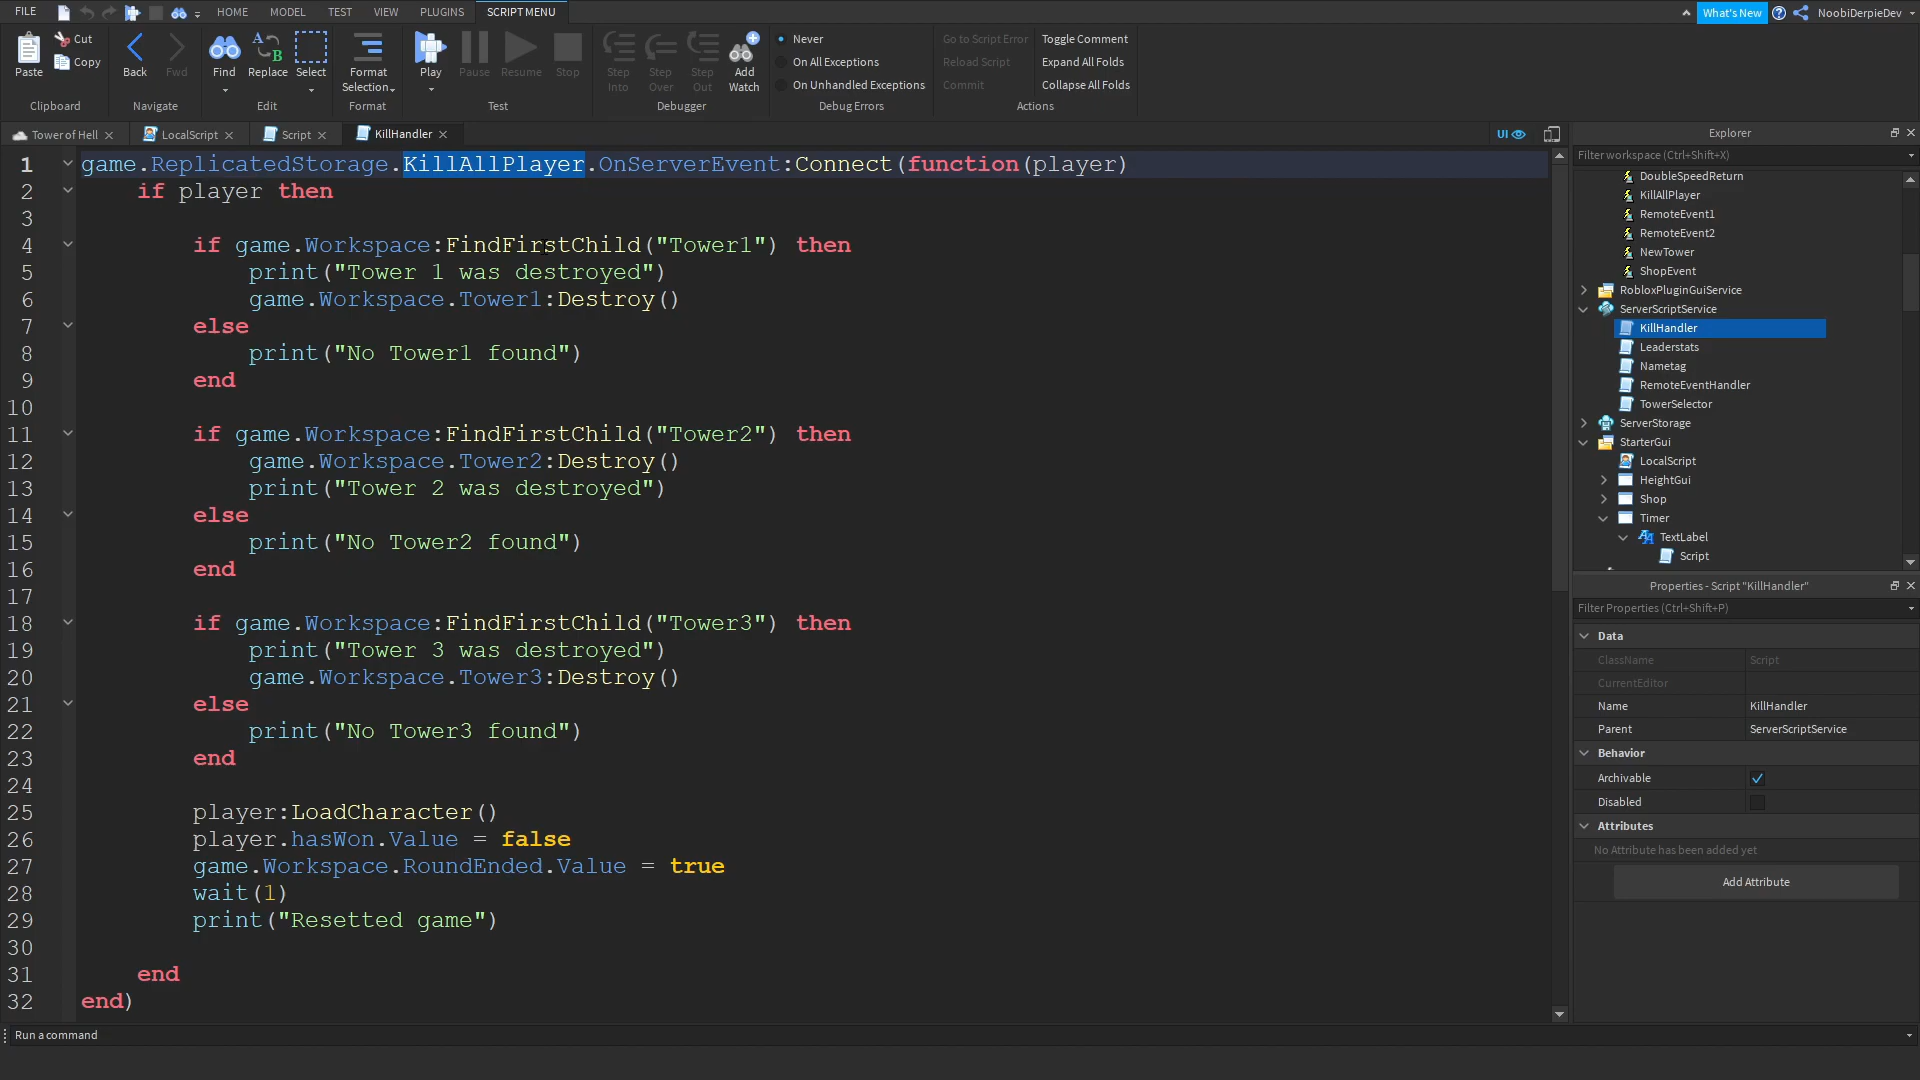 FILE HOME MODEL TEST VIEW PLUGINS SCRIPT MENU What's New NoobiDerpieDev
Paste Cut Copy Clipboard
Back Fwd Navigate
Find Replace Select Edit
Format Selection Format
Play Pause Resume Stop Test
Step Into Step Over Step Out Add Watch Debugger
Never
On All Exceptions
On Unhandled Exceptions
Debug Errors
Go to Script Error Toggle Comment
Reload Script Expand All Folds
Commit Collapse All Folds
Actions
Tower of Hell LocalScript Script KillHandler UI
1 game.ReplicatedStorage.KillAllPlayer.OnServerEvent:Connect(function(player)
2 if player then
3
4 if game.Workspace:FindFirstChild("Tower1") then
5 print("Tower 1 was destroyed")
6 game.Workspace.Tower1:Destroy()
7 else
8 print("No Tower1 found")
9 end
10
11 if game.Workspace:FindFirstChild("Tower2") then
12 game.Workspace.Tower2:Destroy()
13 print("Tower 2 was destroyed")
14 else
15 print("No Tower2 found")
16 end
17
18 if game.Workspace:FindFirstChild("Tower3") then
19 print("Tower 3 was destroyed")
20 game.Workspace.Tower3:Destroy()
21 else
22 print("No Tower3 found")
23 end
24
25 player:LoadCharacter()
26 player.hasWon.Value = false
27 game.Workspace.RoundEnded.Value = true
28 wait(1)
29 print("Resetted game")
30
31 end
32 end)
Run a command
Explorer
Filter workspace (Ctrl+Shift+X)
DoubleSpeedReturn
KillAllPlayer
RemoteEvent1
RemoteEvent2
NewTower
ShopEvent
RobloxPluginGuiService
ServerScriptService
KillHandler
Leaderstats
Nametag
RemoteEventHandler
TowerSelector
ServerStorage
StarterGui
LocalScript
HeightGui
Shop
Timer
TextLabel
Script
Properties - Script "KillHandler"
Filter Properties (Ctrl+Shift+P)
Data
ClassName Script
CurrentEditor
Name KillHandler
Parent ServerScriptService
Behavior
Archivable
Disabled
Attributes
No Attribute has been added yet
Add Attribute